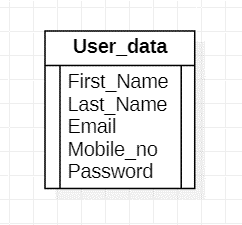 User_data
First_Name
Last_Name
Email
Mobile_no
Password